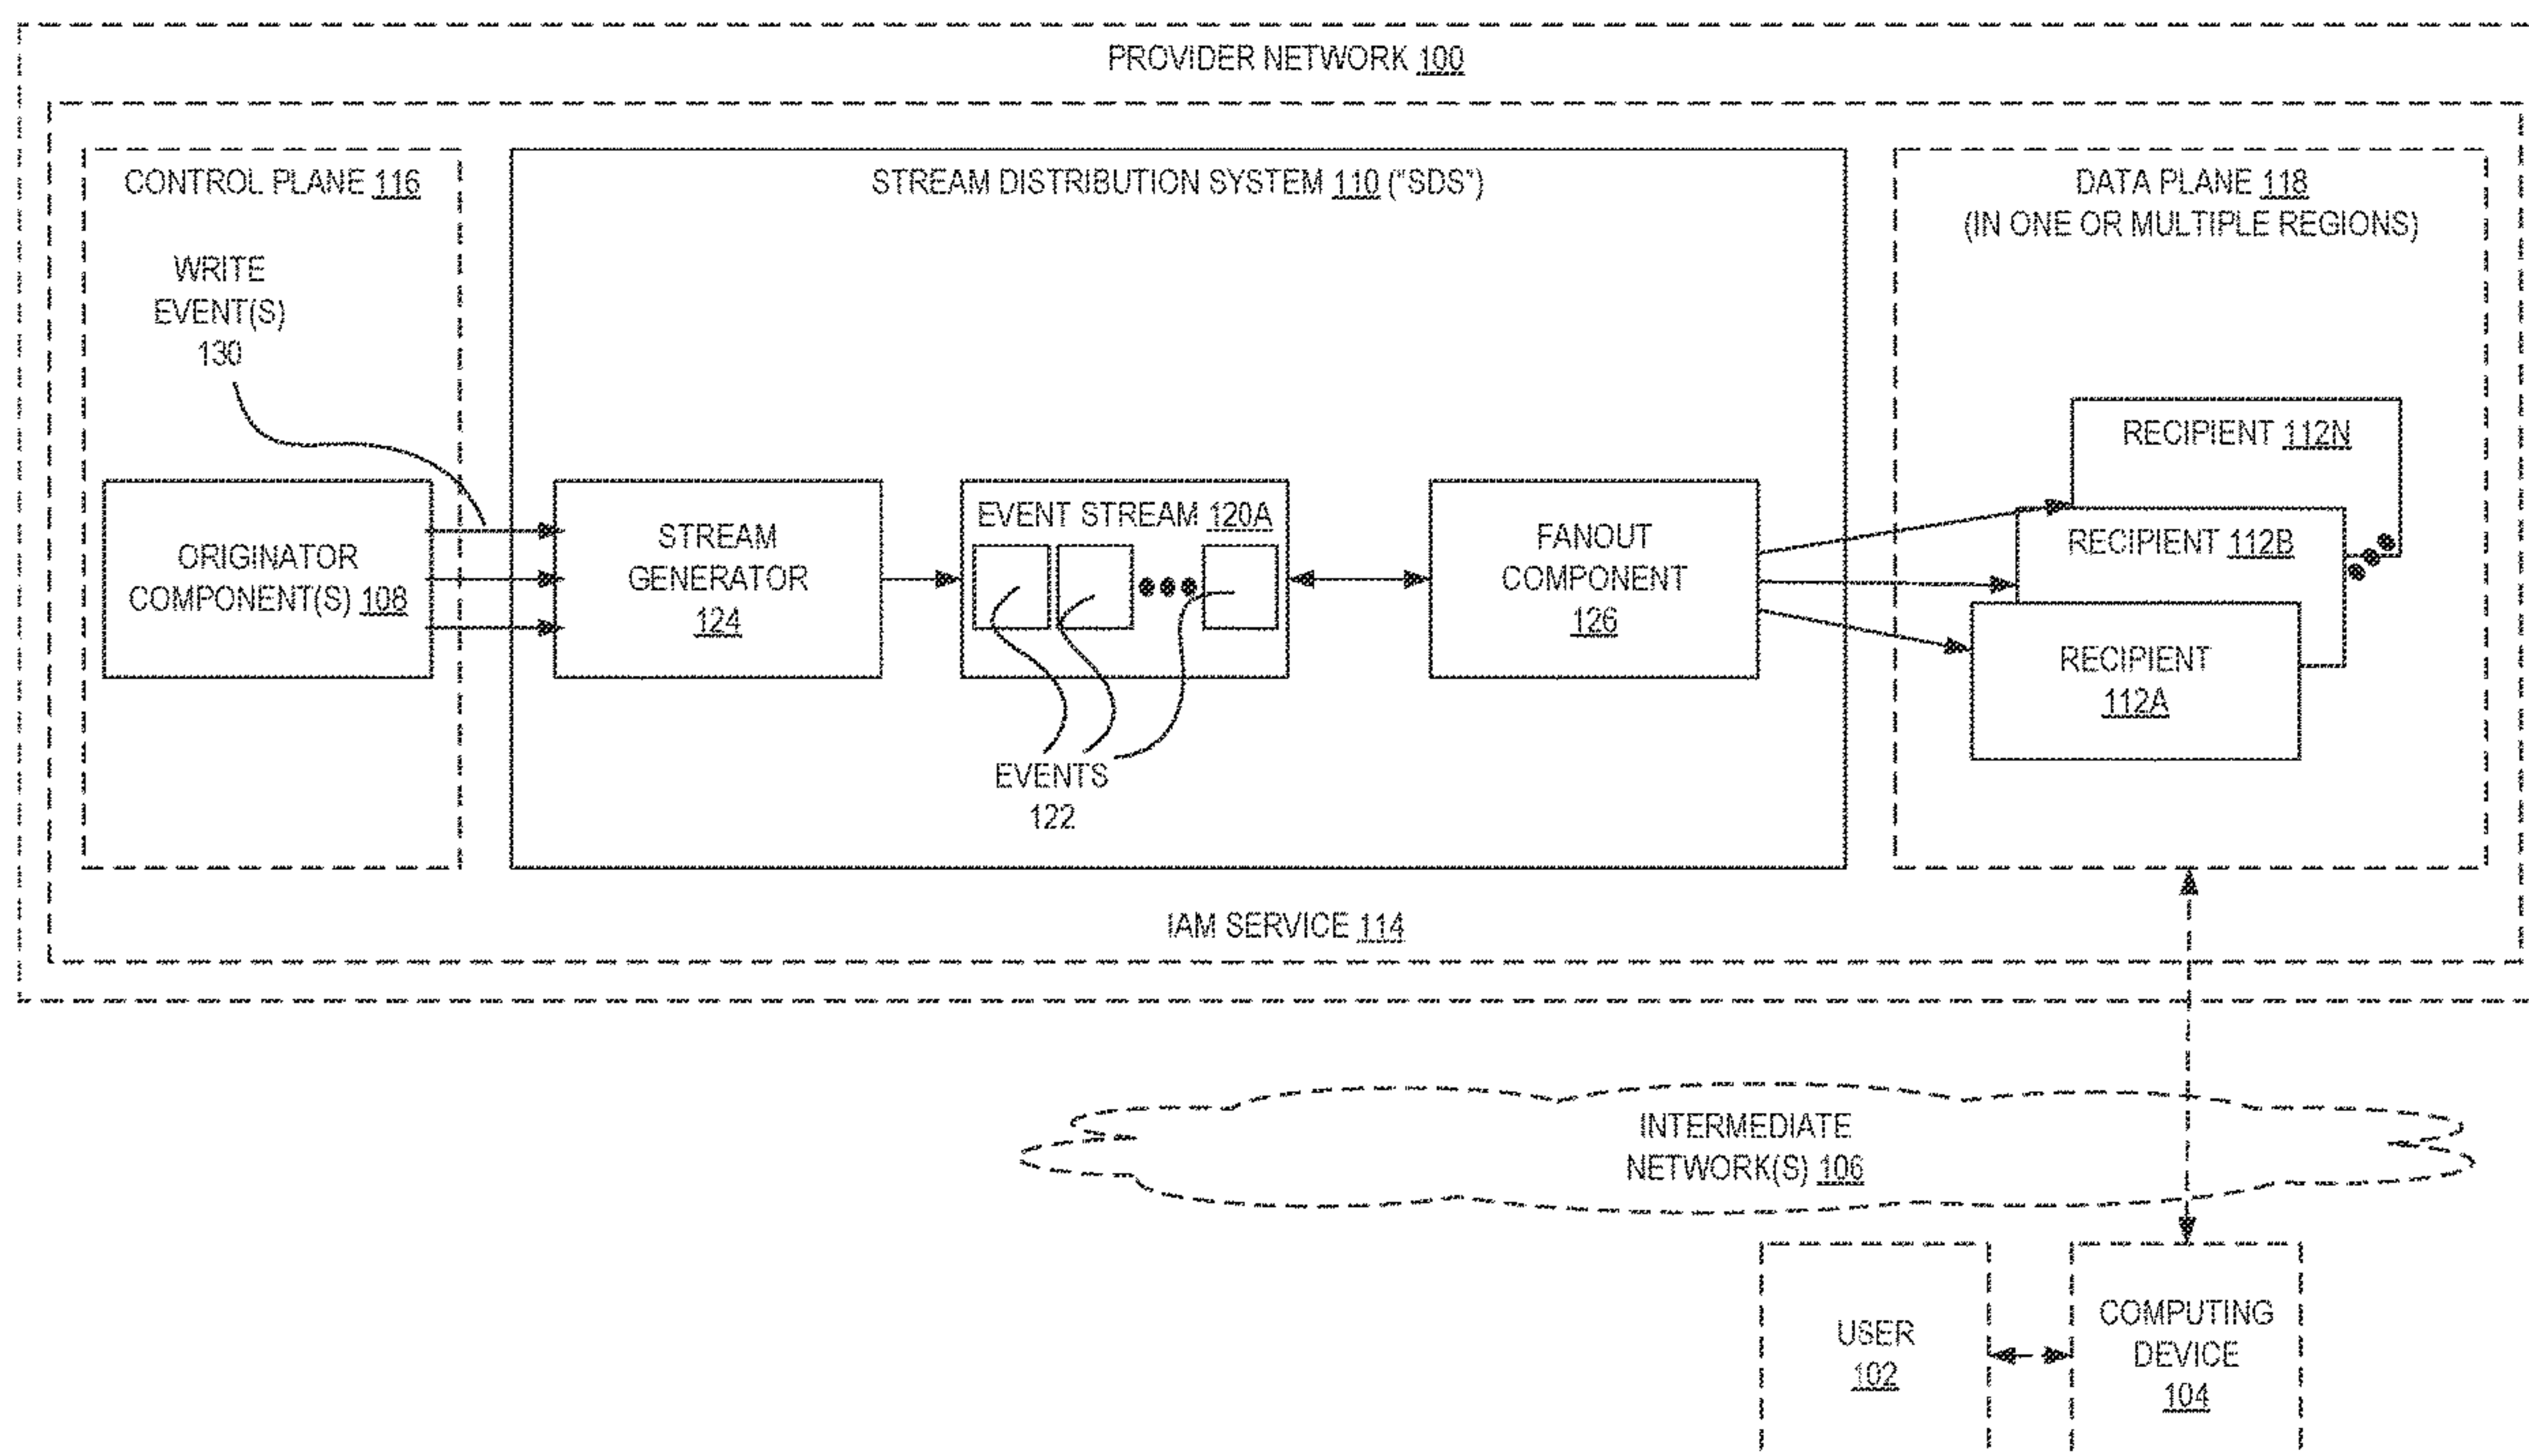 PROVIDER NETWORK 100
CONTROL PLANE 116
WRITE
EVENT(S)
130
ORIGINATOR
COMPONENT(S) 108
STREAM DISTRIBUTION SYSTEM 110 ("SDS")
STREAM
GENERATOR
124
EVENT STREAM 120A
EVENTS
122
FANOUT
COMPONENT
126
DATA PLANE 118
(IN ONE OR MULTIPLE REGIONS)
RECIPIENT 112N
RECIPIENT 112B
RECIPIENT
112A
IAM SERVICE 114
INTERMEDIATE
NETWORK(S) 106
USER
102
COMPUTING
DEVICE
104